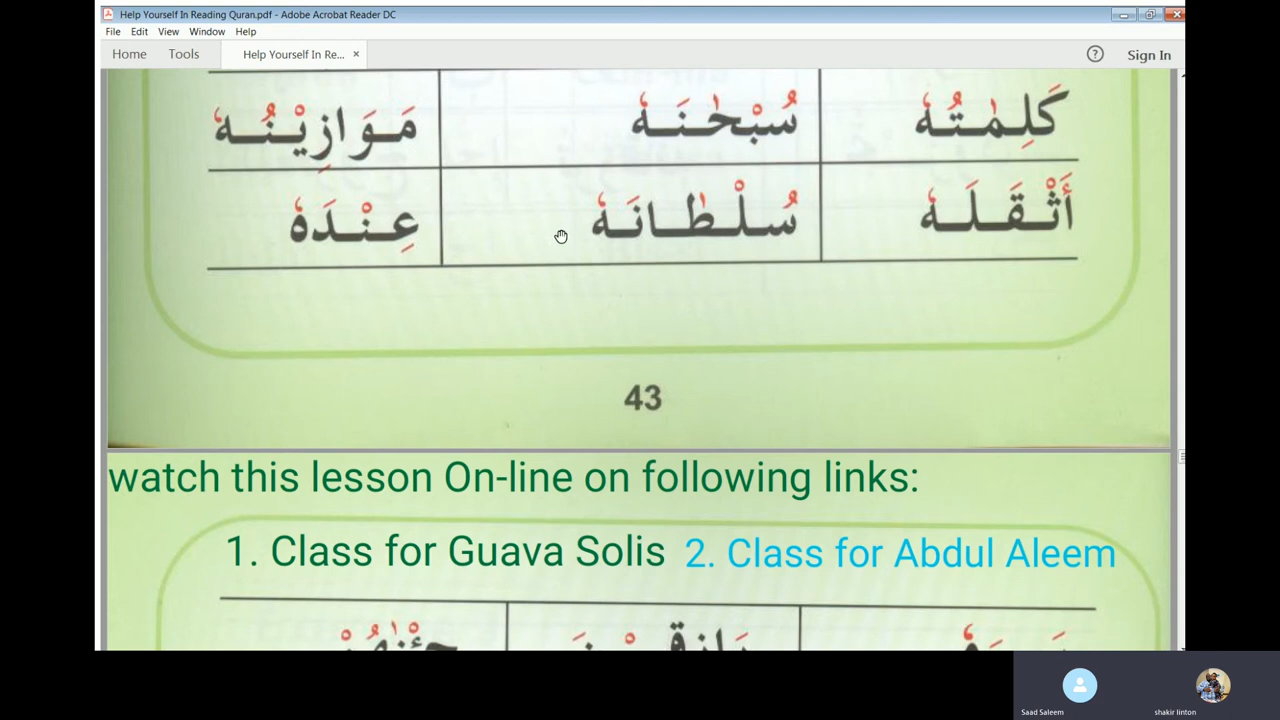 Help Yourself In Reading Quran.pdf - Adobe Acrobat Reader DC
File Edit View Window Help
Home Tools Help Yourself In Re... × ? Sign In
كَلِمٰتُهٗ سُبْحٰنَهٗ مَوَازِيْنُهٗ
أَثْقَلَهٗ سُلْطٰانَهٗ عِنْدَهٗ
43
watch this lesson On-line on following links:
1. Class for Guava Solis 2. Class for Abdul Aleem
Saad Saleem shakir linton